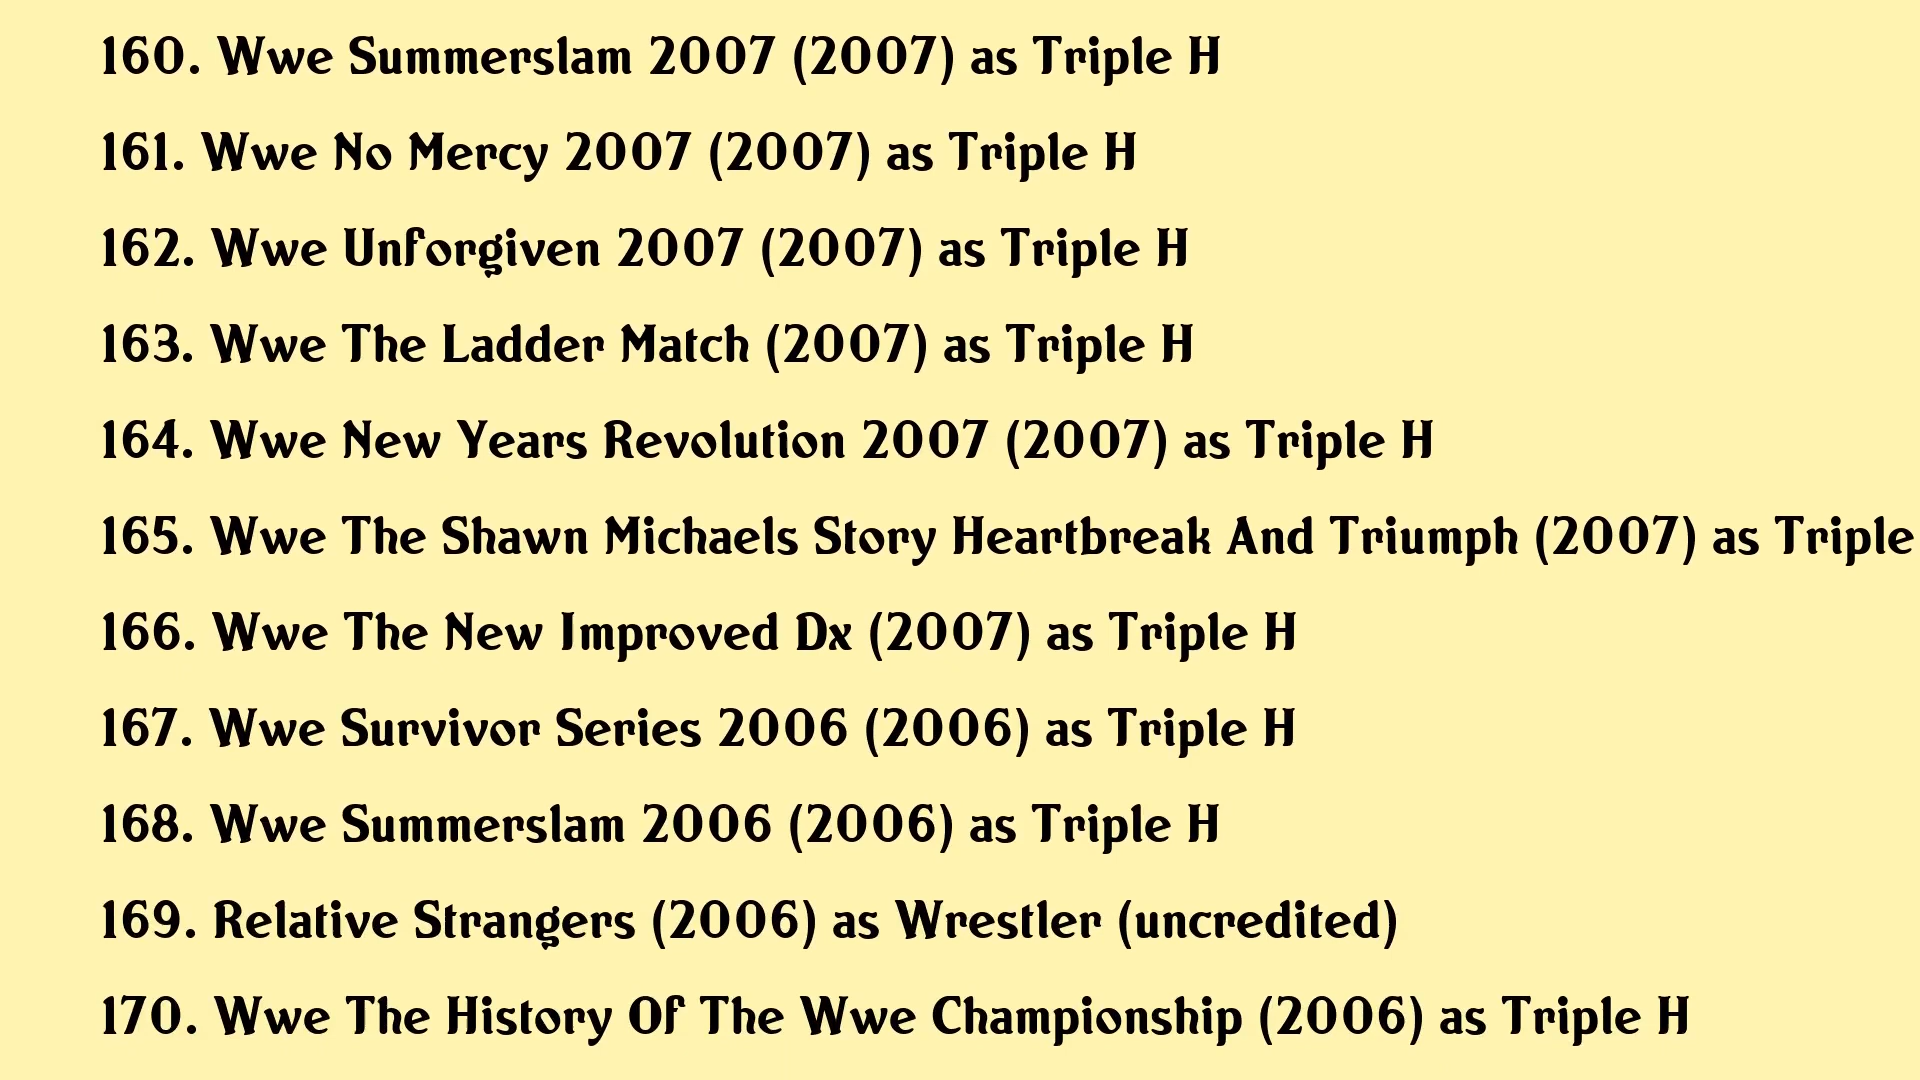 160. Wwe Summerslam 2007 (2007) as Triple H
161. Wwe No Mercy 2007 (2007) as Triple H
162. Wwe Unforgiven 2007 (2007) as Triple H
163. Wwe The Ladder Match (2007) as Triple H
164. Wwe New Years Revolution 2007 (2007) as Triple H
165. Wwe The Shawn Michaels Story Heartbreak And Triumph (2007) as Triple
166. Wwe The New Improved Dx (2007) as Triple H
167. Wwe Survivor Series 2006 (2006) as Triple H
168. Wwe Summerslam 2006 (2006) as Triple H
169. Relative Strangers (2006) as Wrestler (uncredited)
170. Wwe The History Of The Wwe Championship (2006) as Triple H